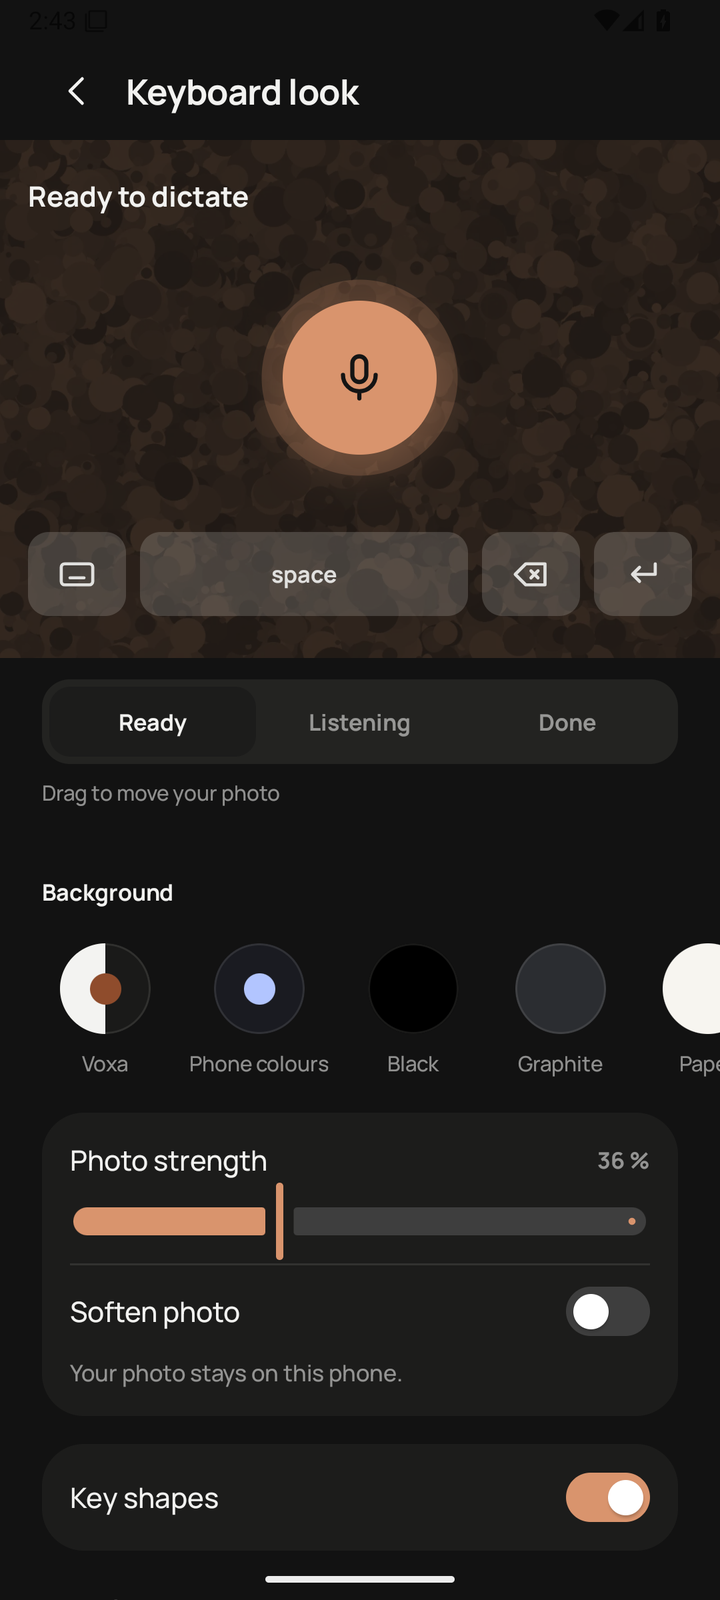 2:43
Keyboard look
Ready to dictate
space
Ready Listening Done
Drag to move your photo
Background
Voxa Phone colours Black Graphite Pape
Photo strength 36 %
Soften photo
Your photo stays on this phone.
Key shapes